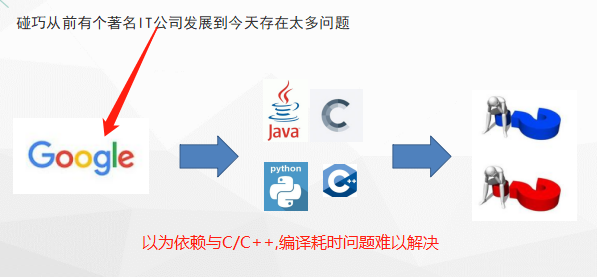 碰巧从前有个著名IT公司发展到今天存在太多问题
Google
Java
C
python
C++
以为依赖与C/C++,编译耗时问题难以解决